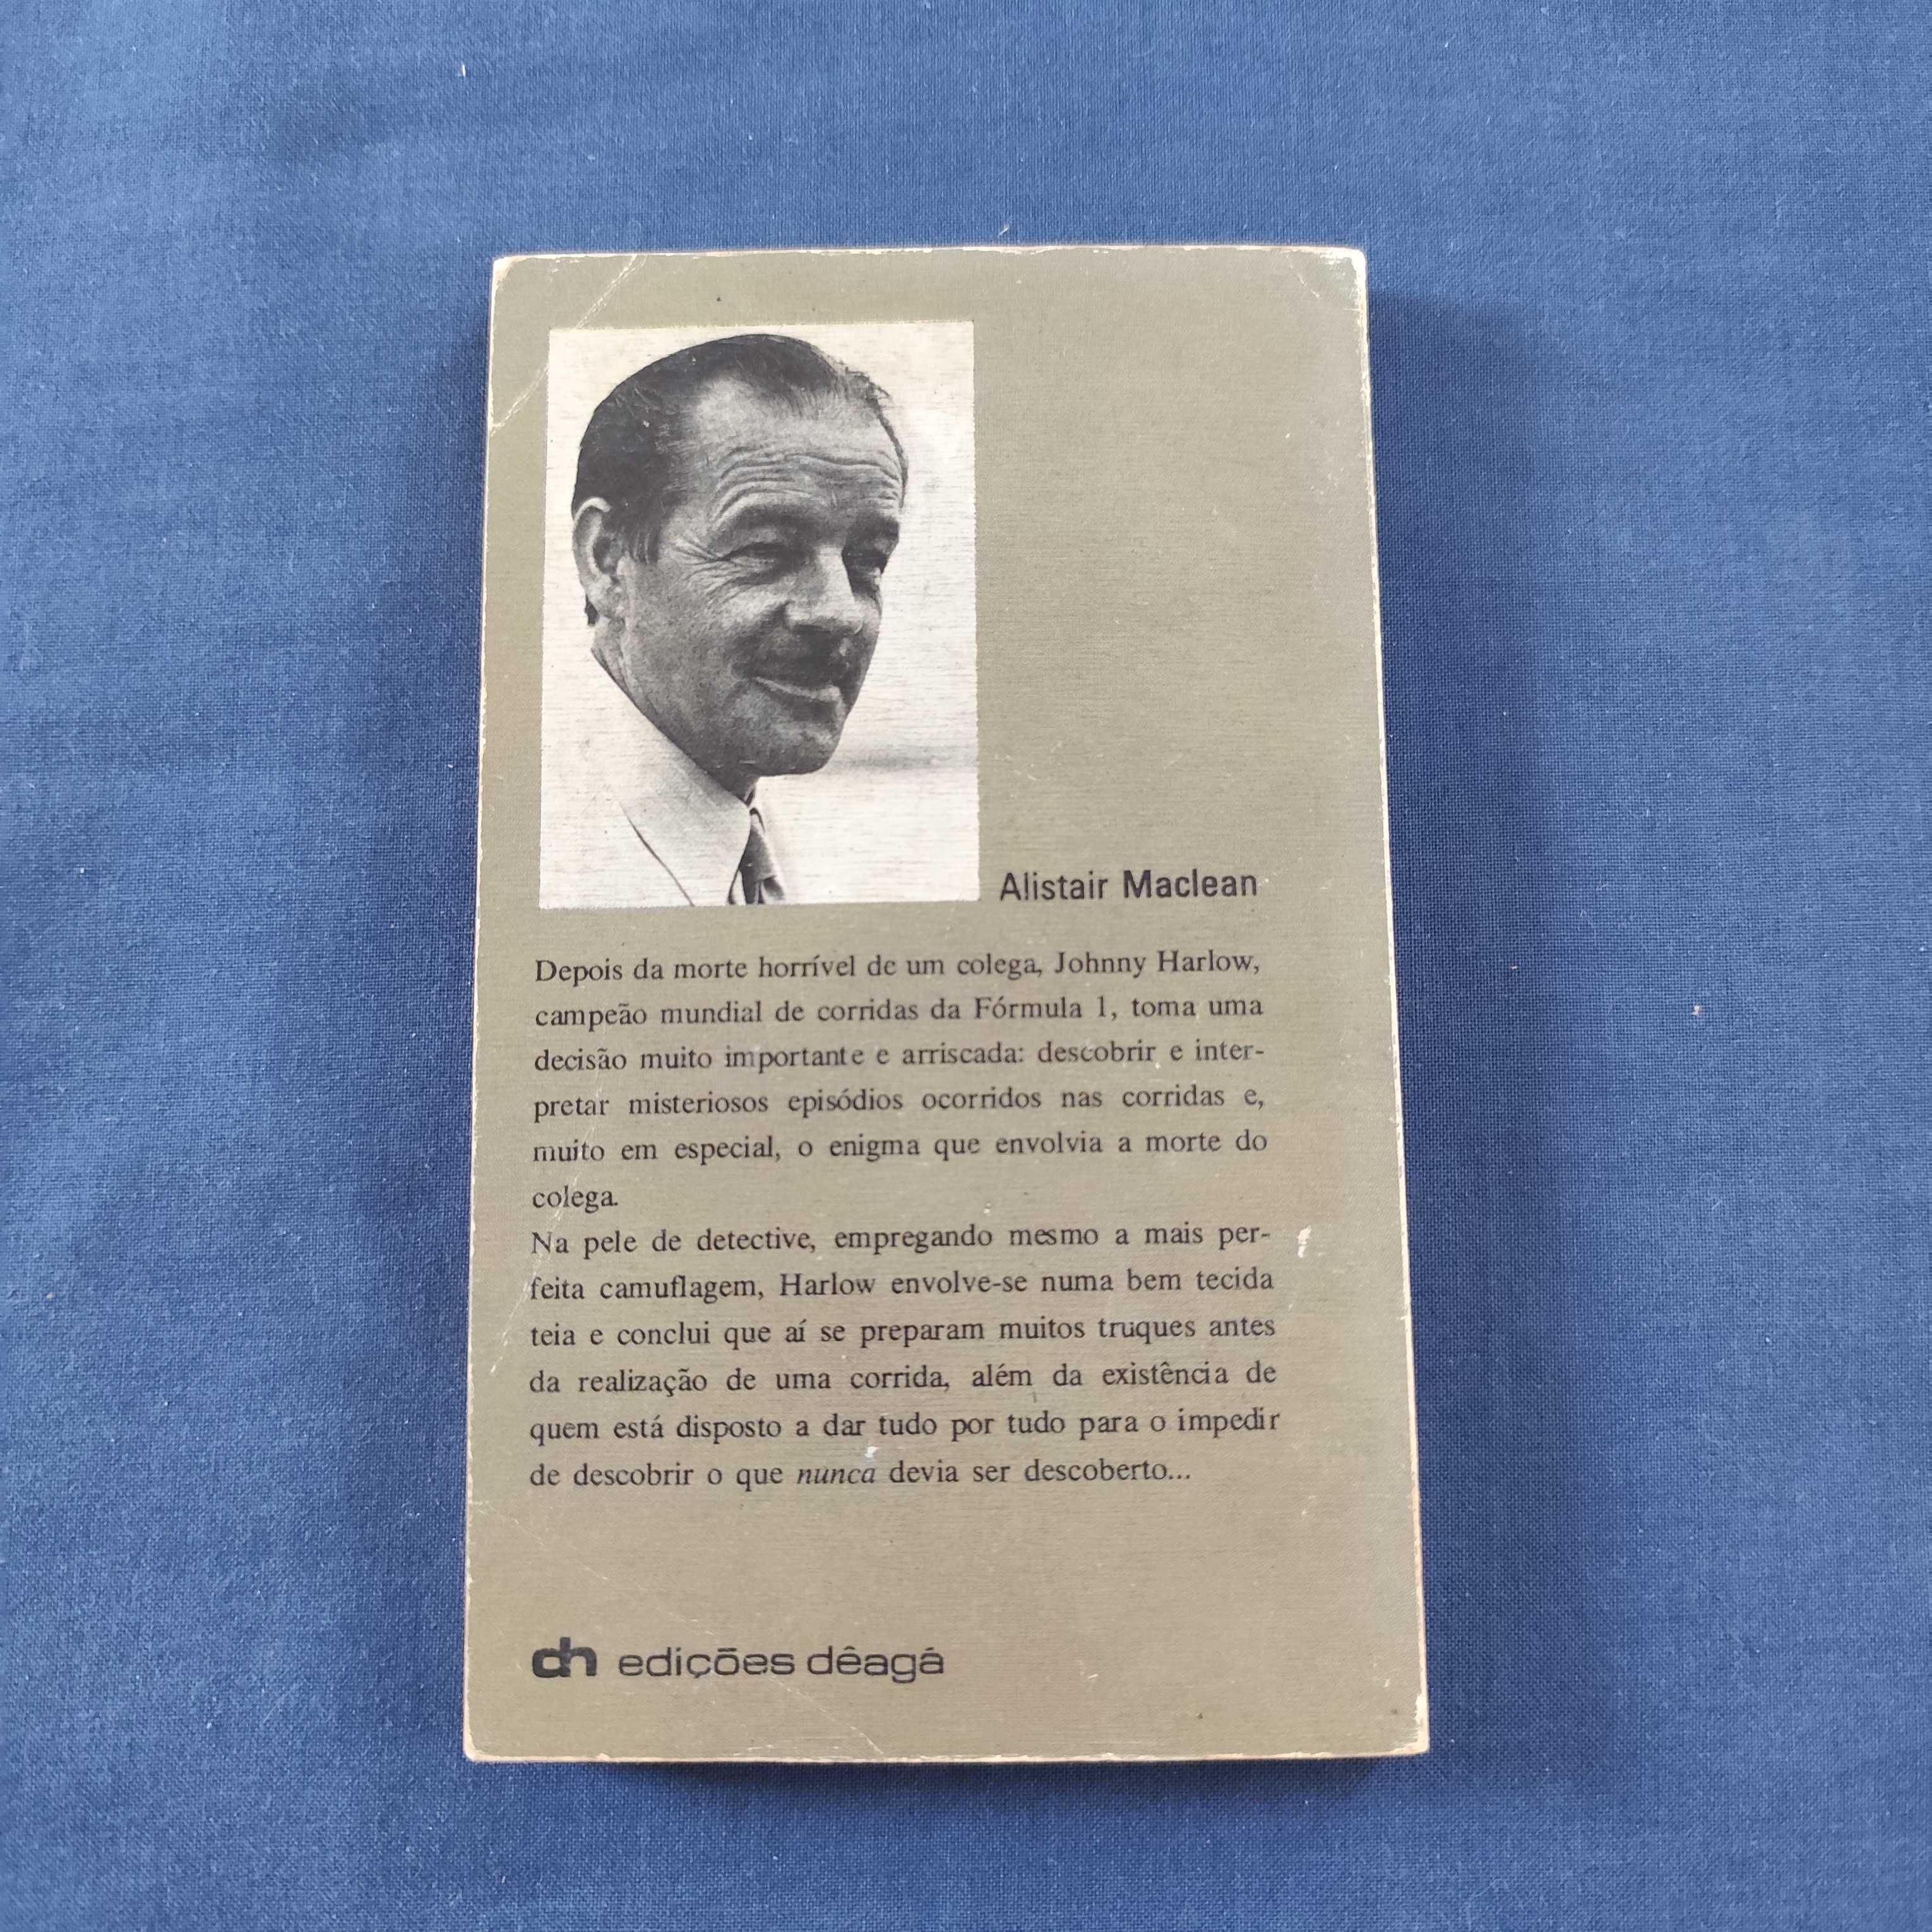 Alistair Maclean
Depois da morte horrível de um colega, Johnny Harlow,
campeão mundial de corridas da Fórmula 1, toma uma
decisão muito importante e arriscada: descobrir e inter-
pretar misteriosos episódios ocorridos nas corridas e,
muito em especial, o enigma que envolvia a morte do
colega.
Na pele de detective, empregando mesmo a mais per-
feita camuflagem, Harlow envolve-se numa bem tecida
teia e conclui que aí se preparam muitos truques antes
da realização de uma corrida, além da existência de
quem está disposto a dar tudo por tudo para o impedir
de descobrir o que nunca devia ser descoberto...
dh edições dêagá